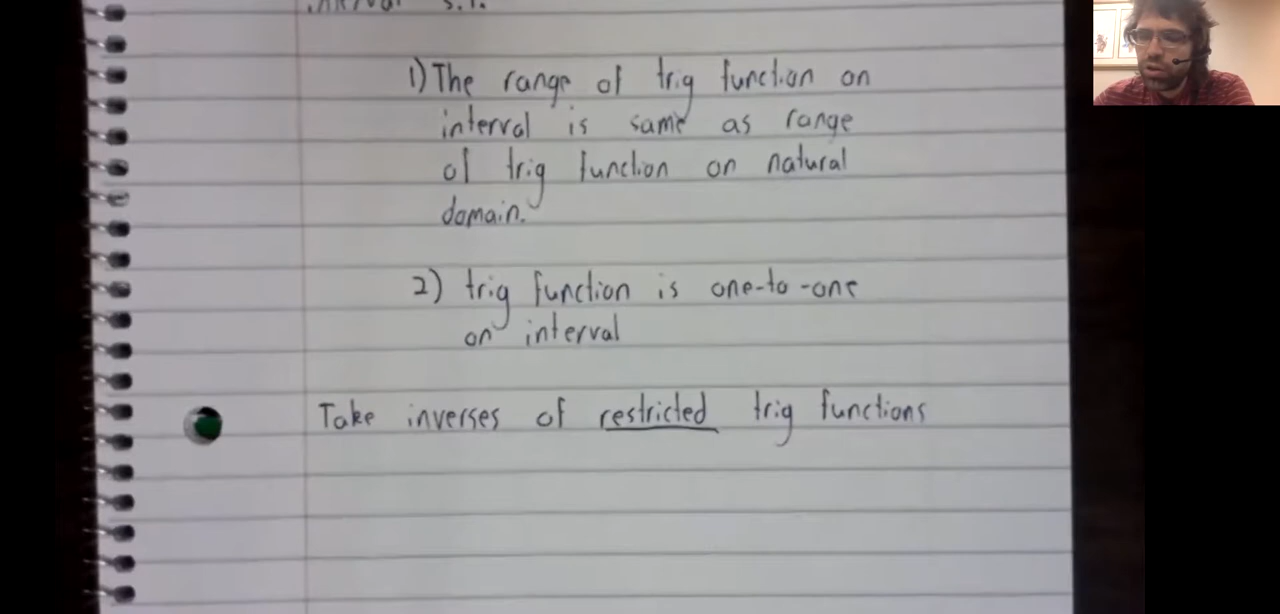 interval s.t.
1) The range of trig function on
interval is same as range
of trig function on natural
domain.
2) trig function is one-to-one
on interval
Take inverses of restricted trig functions